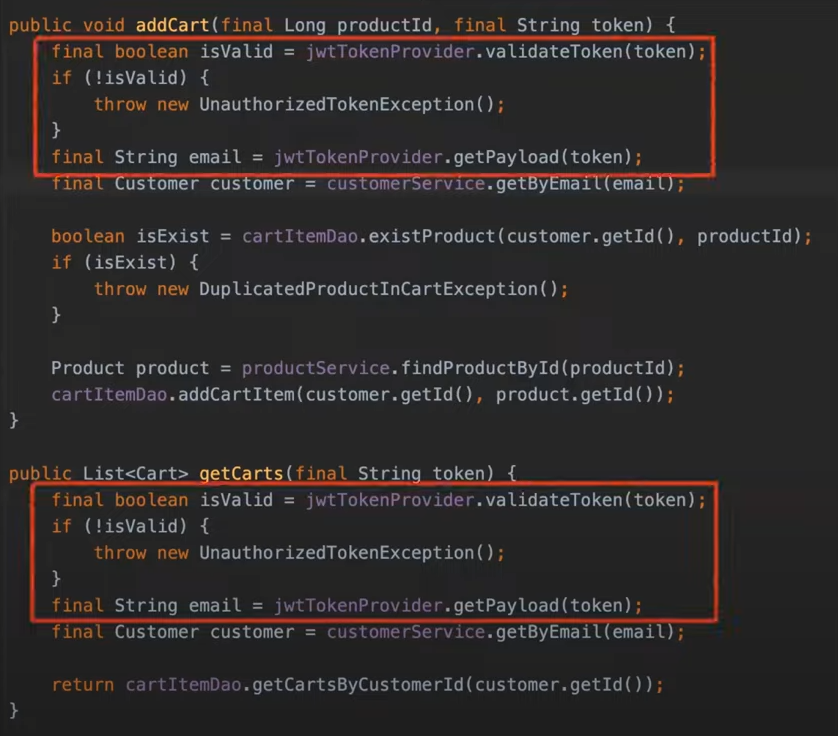 public void addCart(final Long productId, final String token) {
    final boolean isValid = jwtTokenProvider.validateToken(token);
    if (!isValid) {
        throw new UnauthorizedTokenException();
    }
    final String email = jwtTokenProvider.getPayload(token);
    final Customer customer = customerService.getByEmail(email);

    boolean isExist = cartItemDao.existProduct(customer.getId(), productId);
    if (isExist) {
        throw new DuplicatedProductInCartException();
    }

    Product product = productService.findProductById(productId);
    cartItemDao.addCartItem(customer.getId(), product.getId());
}

public List<Cart> getCarts(final String token) {
    final boolean isValid = jwtTokenProvider.validateToken(token);
    if (!isValid) {
        throw new UnauthorizedTokenException();
    }
    final String email = jwtTokenProvider.getPayload(token);
    final Customer customer = customerService.getByEmail(email);

    return cartItemDao.getCartsByCustomerId(customer.getId());
}